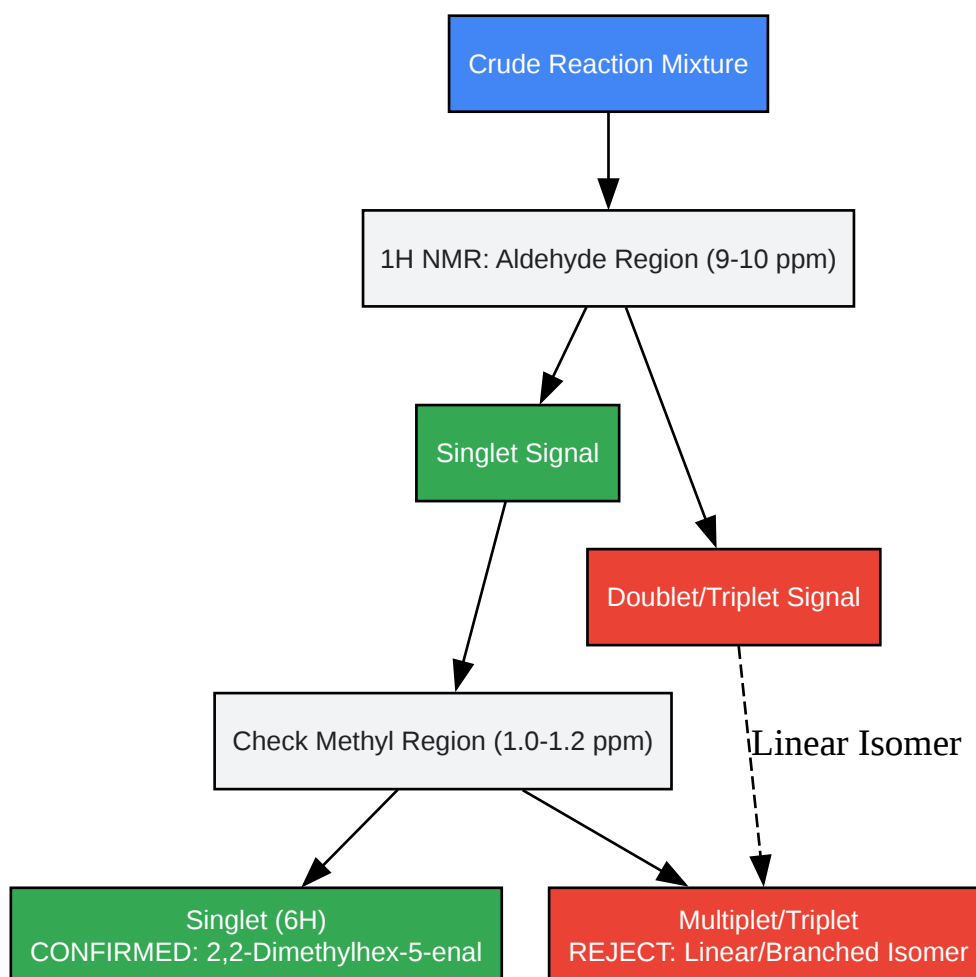 Crude Reaction Mixture
1H NMR: Aldehyde Region (9-10 ppm)
Singlet Signal
Doublet/Triplet Signal
Check Methyl Region (1.0-1.2 ppm)
Linear Isomer
Singlet (6H)
CONFIRMED: 2,2-Dimethylhex-5-enal
Multiplet/Triplet
REJECT: Linear/Branched Isomer